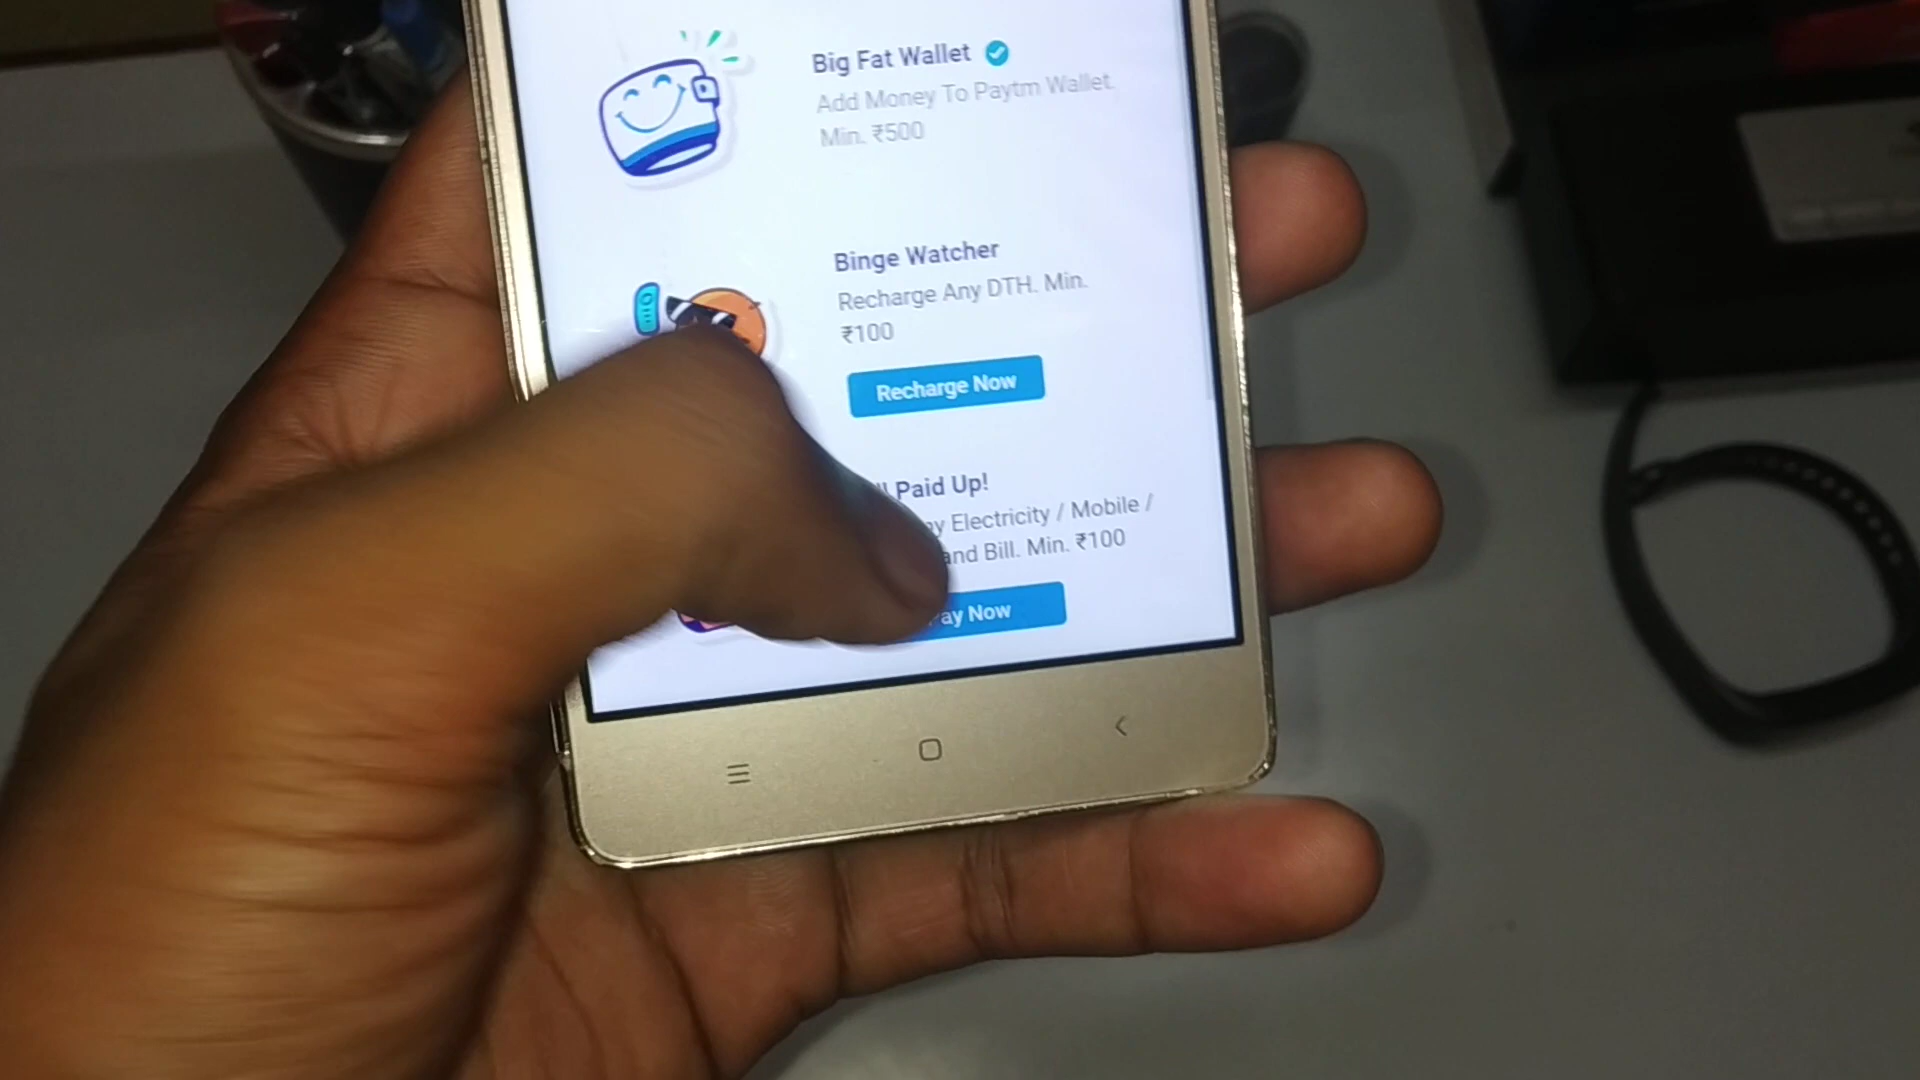 Big Fat Wallet
Add Money To Paytm Wallet.
Min. ₹500
Binge Watcher
Recharge Any DTH. Min.
₹100
Recharge Now
Paid Up!
Electricity / Mobile /
Bill. Min. ₹100
Now